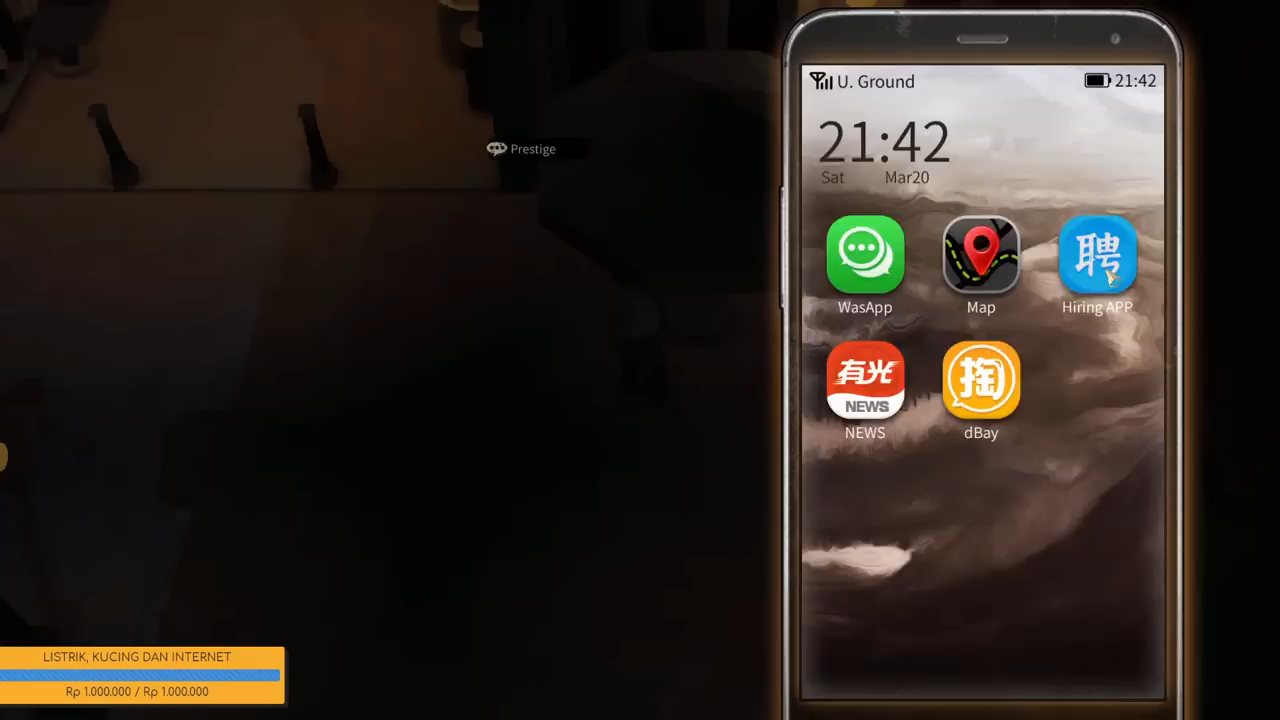 U. Ground
21:42
21:42
Sat Mar20
Prestige
聘
WasApp
Map
Hiring APP
有光
NEWS
掏
NEWS
dBay
LISTRIK, KUCING DAN INTERNET
Rp 1.000.000 / Rp 1.000.000